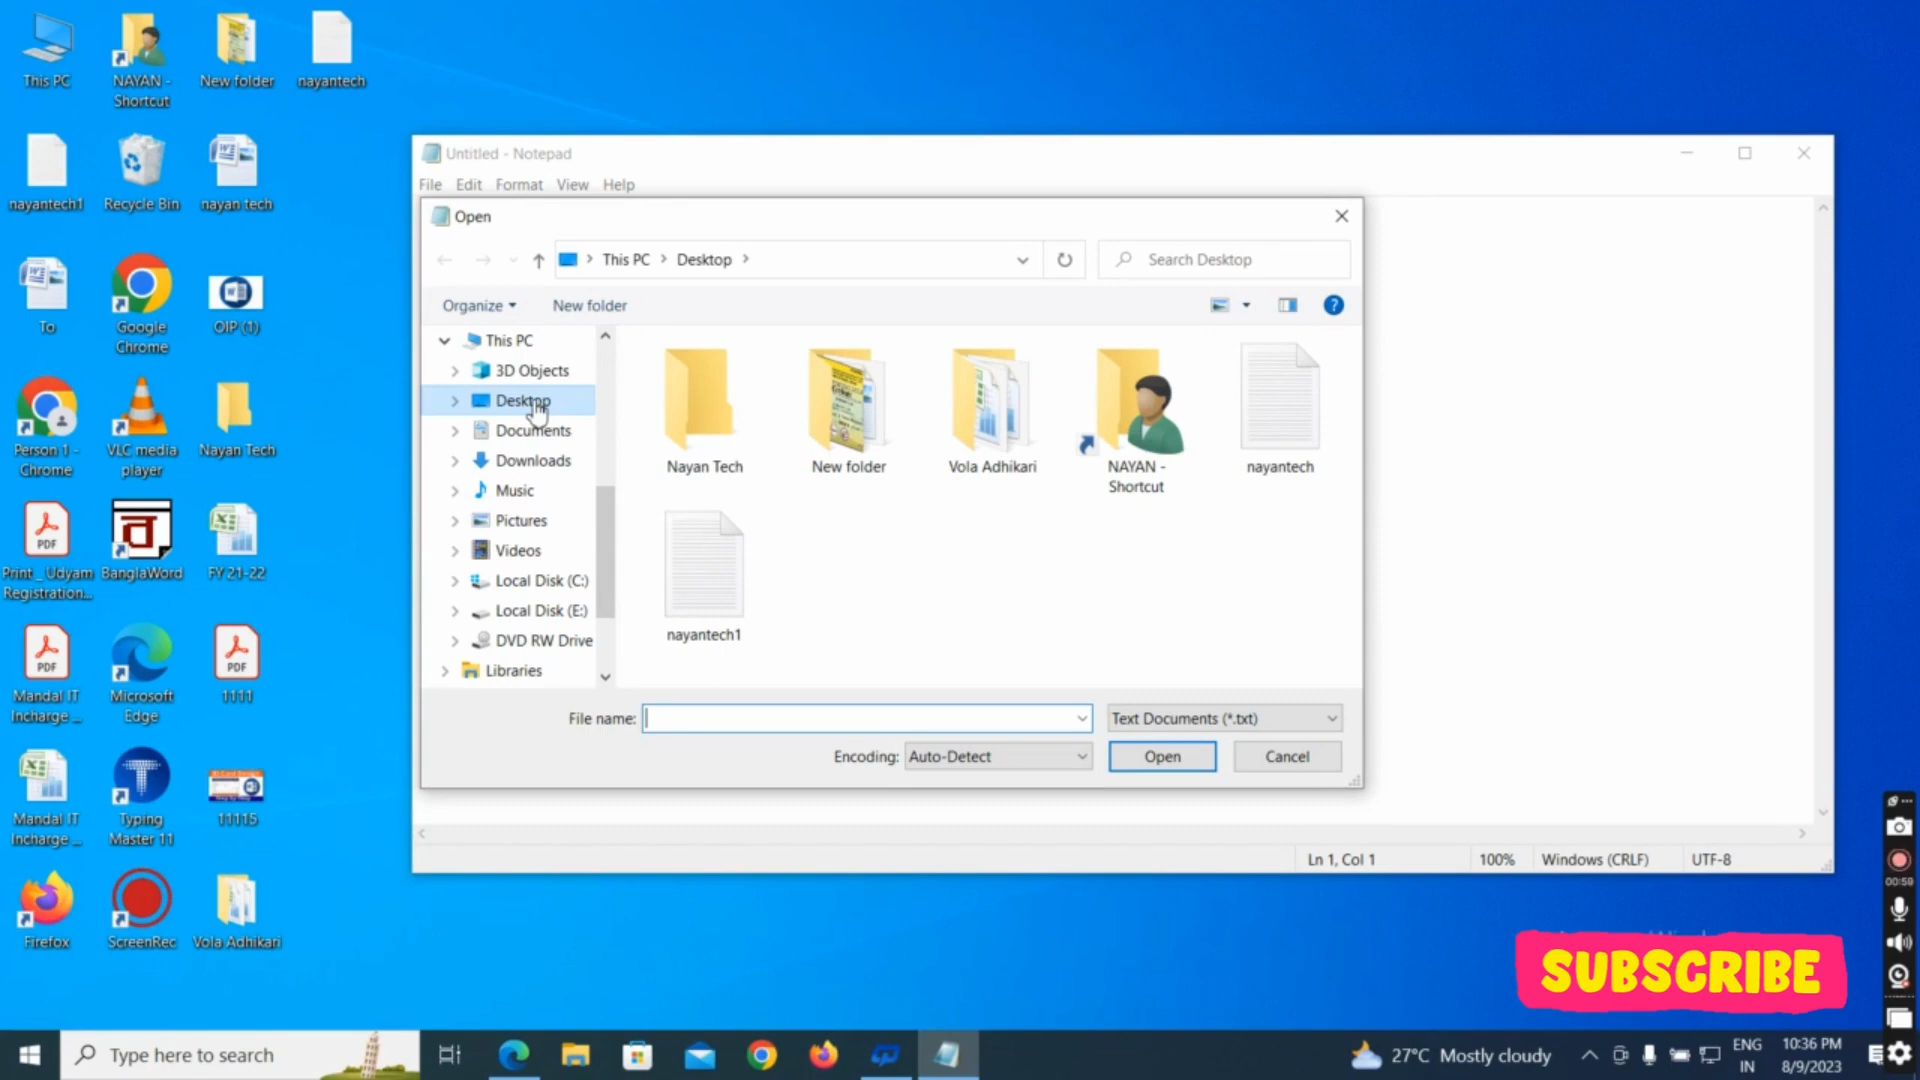 This PC
NAYAN -
Shortcut
New folder
nayantech
nayantech1
Recycle Bin
nayan tech
To
Google
Chrome
OIP (1)
Person 1 -
Chrome
VLC media
player
Nayan Tech
Print _ Udyam
Registration...
BanglaWord
FY 21-22
Mandal IT
Incharge ...
Microsoft
Edge
1111
Mandal IT
Incharge ...
Typing
Master 11
11115
Firefox
ScreenRec
Vola Adhikari
Untitled - Notepad
File Edit Format View Help
Open
This PC Desktop
Search Desktop
Organize
New folder
This PC
3D Objects
Desktop
Documents
Downloads
Music
Pictures
Videos
Local Disk (C:)
Local Disk (E:)
DVD RW Drive
Libraries
Nayan Tech
New folder
Vola Adhikari
NAYAN -
Shortcut
nayantech
nayantech1
File name:
Text Documents (*.txt)
Encoding: Auto-Detect
Open
Cancel
Ln 1, Col 1
100%
Windows (CRLF)
UTF-8
00:59
SUBSCRIBE
Type here to search
27°C Mostly cloudy
ENG
IN
10:36 PM
8/9/2023